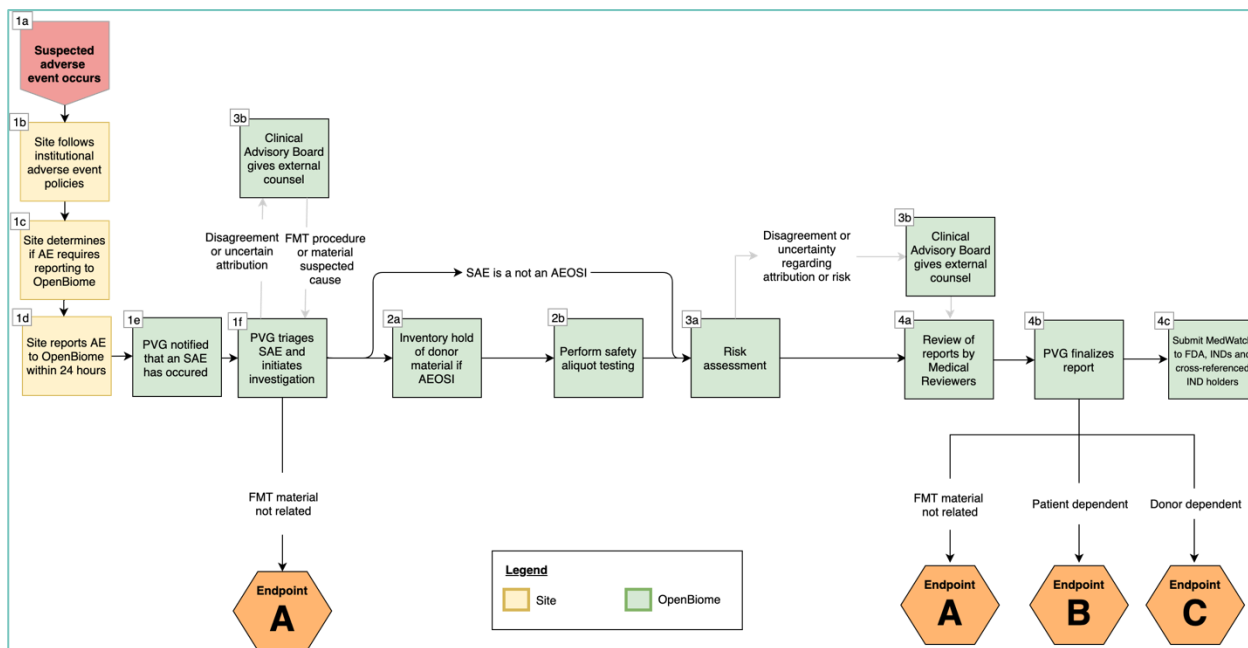 1a
Suspected
adverse
event occurs
1b
Site follows
institutional
adverse event
policies
1c
Site determines
if AE requires
reporting to
OpenBiome
1d
Site reports AE
to OpenBiome
within 24 hours
1e
PVG notified
that an SAE
has occured
1f
PVG triages
SAE and
initiates
investigation
3b
Clinical
Advisory Board
gives external
counsel
Disagreement
or uncertain
attribution
FMT procedure
or material
suspected
cause
SAE is a not an AEOSI
2a
Inventory hold
of donor
material if
AEOSI
2b
Perform safety
aliquot testing
3a
Risk
assessment
Disagreement or
uncertainty
regarding
attribution or risk
3b
Clinical
Advisory Board
gives external
counsel
4a
Review of
reports by
Medical
Reviewers
4b
PVG finalizes
report
4c
Submit MedWatch
to FDA, INDs and
cross-referenced
IND holders
FMT material
not related
Endpoint
A
Legend
Site
OpenBiome
FMT material
not related
Patient dependent
Donor dependent
Endpoint
A
Endpoint
B
Endpoint
C